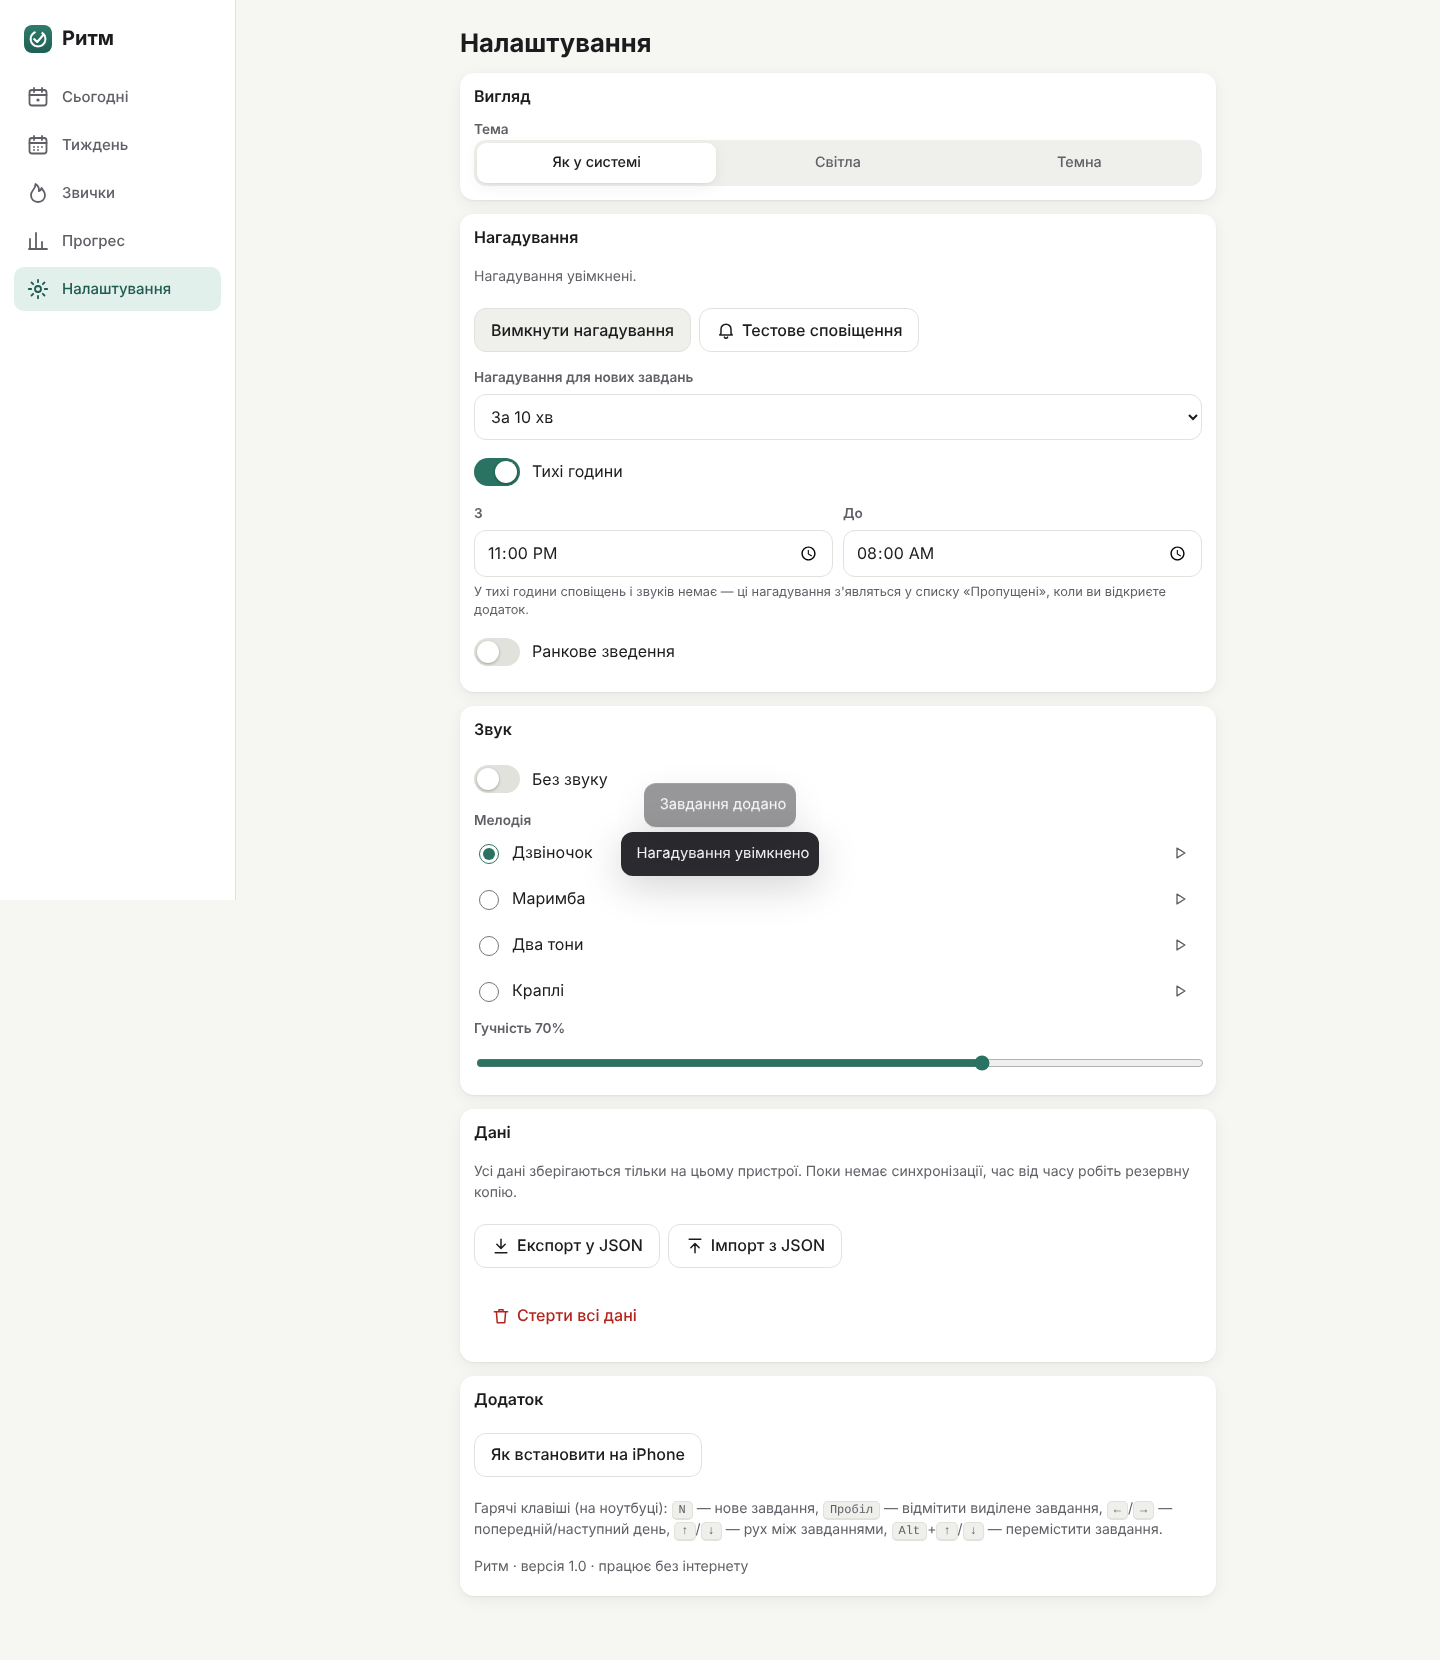 Ритм
Сьогодні
Тиждень
Звички
Прогрес
Налаштування
Налаштування
Вигляд
Тема
Як у системі
Світла
Темна
Нагадування
Нагадування увімкнені.
Вимкнути нагадування
Тестове сповіщення
Нагадування для нових завдань
За 10 хв
Тихі години
З
До
11:00 PM
08:00 AM
У тихі години сповіщень і звуків немає — ці нагадування з'являться у списку «Пропущені», коли ви відкриєте
додаток.
Ранкове зведення
Звук
Без звуку
Завдання додано
Мелодія
Дзвіночок
Нагадування увімкнено
Маримба
Два тони
Краплі
Гучність 70%
Дані
Усі дані зберігаються тільки на цьому пристрої. Поки немає синхронізації, час від часу робіть резервну
копію.
Експорт у JSON
Імпорт з JSON
Стерти всі дані
Додаток
Як встановити на iPhone
Гарячі клавіші (на ноутбуці): N — нове завдання, Пробіл — відмітити виділене завдання, ←/→ —
попередній/наступний день, ↑/↓ — рух між завданнями, Alt+↑/↓ — перемістити завдання.
Ритм · версія 1.0 · працює без інтернету